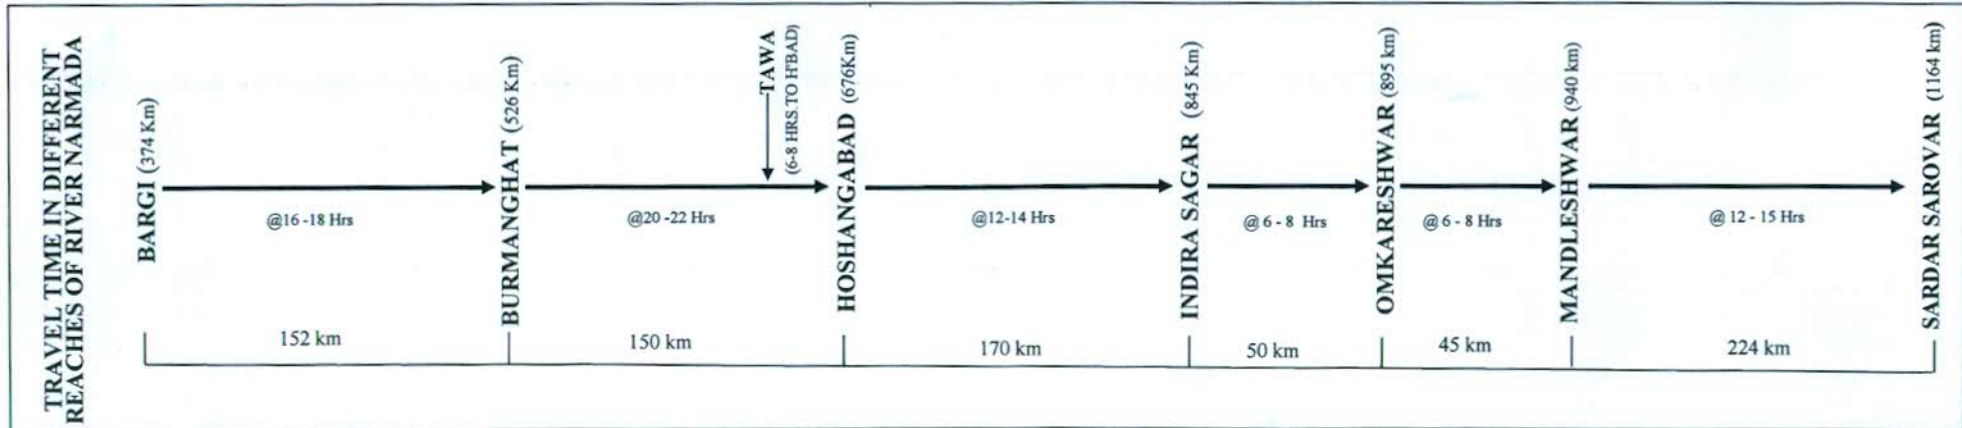 TRAVEL TIME IN DIFFERENT
REACHES OF RIVER NARMADA
BARGI (374 Km)
@16 -18 Hrs
BURMANGHAT (526 Km)
@20 -22 Hrs
TAWA
(6-8 HRS.TO H'BAD)
HOSHANGABAD (676Km)
@12-14 Hrs
INDIRA SAGAR (845 Km)
@ 6 - 8 Hrs
OMKARESHWAR (895 km)
@ 6 - 8 Hrs
MANDLESHWAR (940 km)
@ 12 - 15 Hrs
SARDAR SAROVAR (1164 km)
152 km
150 km
170 km
50 km
45 km
224 km